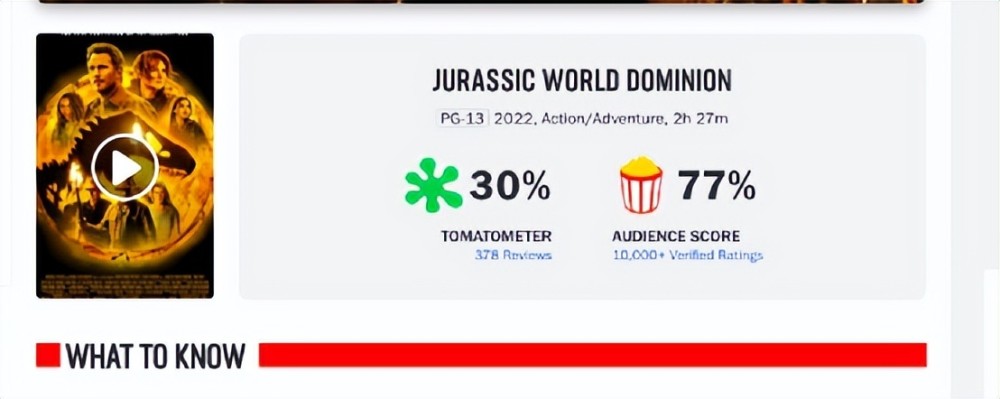 JURASSIC WORLD DOMINION
PG-13 2022, Action/Adventure, 2h 27m
30% 77%
TOMATOMETER AUDIENCE SCORE
378 Reviews 10,000+ Verified Ratings
WHAT TO KNOW